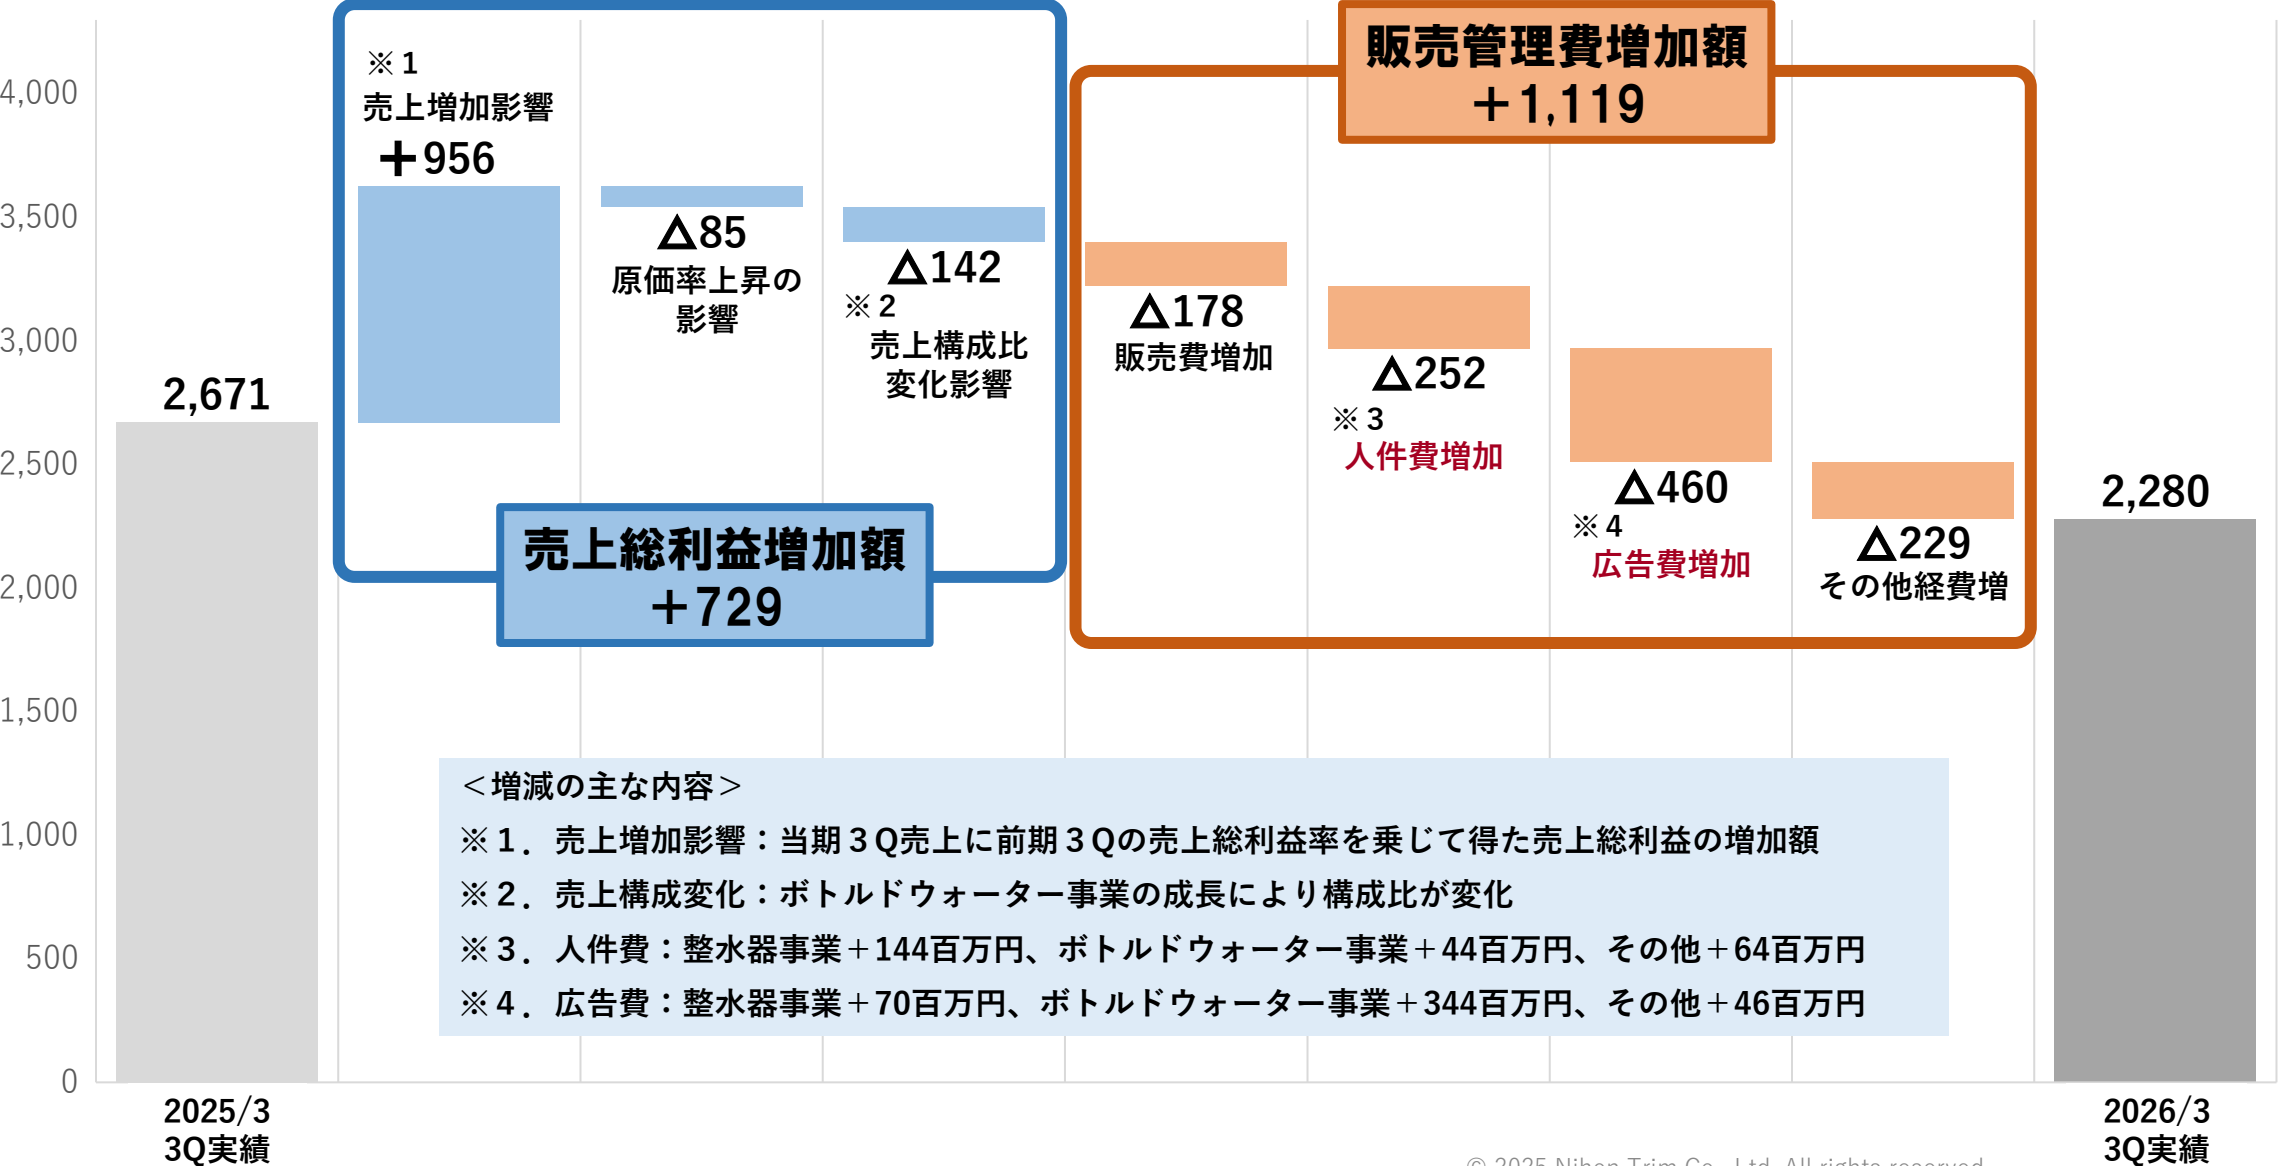 4,000
3,500
3,000
2,500
2,000
1,500
1,000
500
0
2,671
2025/3
3Q実績
※１
売上増加影響
＋956
△85
原価率上昇の
影響
△142
※２
売上構成比
変化影響
売上総利益増加額
＋729
販売管理費増加額
＋1,119
△178
販売費増加
△252
※３
人件費増加
△460
※４
広告費増加
△229
その他経費増
2,280
2026/3
3Q実績
＜増減の主な内容＞
※１．売上増加影響：当期３Q売上に前期３Qの売上総利益率を乗じて得た売上総利益の増加額
※２．売上構成変化：ボトルドウォーター事業の成長により構成比が変化
※３．人件費：整水器事業＋144百万円、ボトルドウォーター事業＋44百万円、その他＋64百万円
※４．広告費：整水器事業＋70百万円、ボトルドウォーター事業＋344百万円、その他＋46百万円
© 2025 Nihon Trim Co., Ltd. All rights reserved.